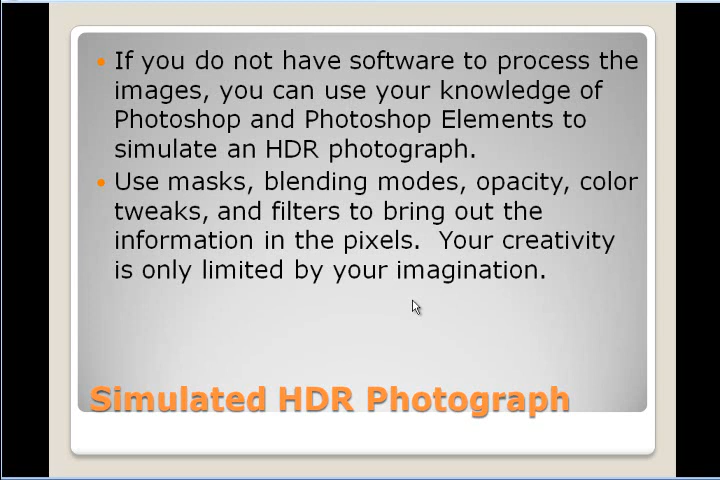 If you do not have software to process the
images, you can use your knowledge of
Photoshop and Photoshop Elements to
simulate an HDR photograph.
Use masks, blending modes, opacity, color
tweaks, and filters to bring out the
information in the pixels.  Your creativity
is only limited by your imagination.
Simulated HDR Photograph